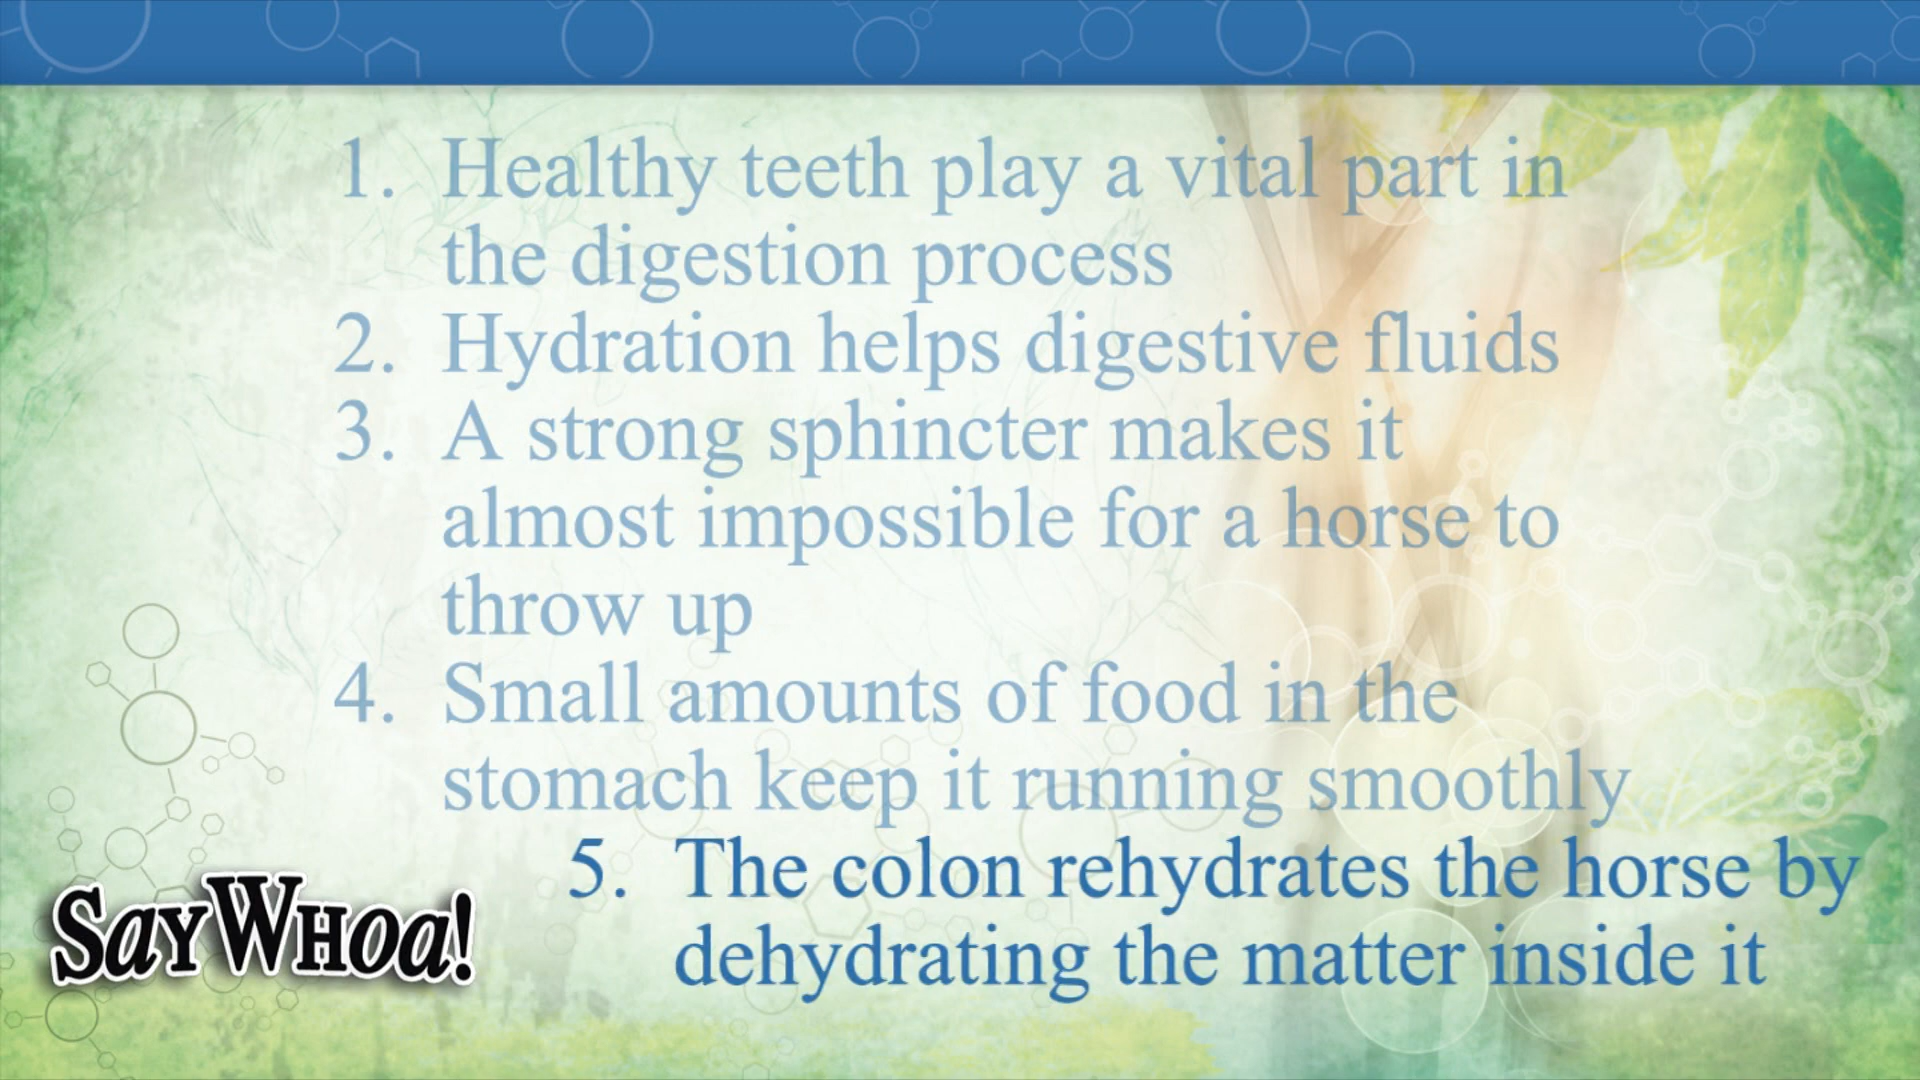 1. Healthy teeth play a vital part in
the digestion process
2. Hydration helps digestive fluids
3. A strong sphincter makes it
almost impossible for a horse to
throw up
4. Small amounts of food in the
stomach keep it running smoothly
5. The colon rehydrates the horse by
dehydrating the matter inside it
SayWhoa!